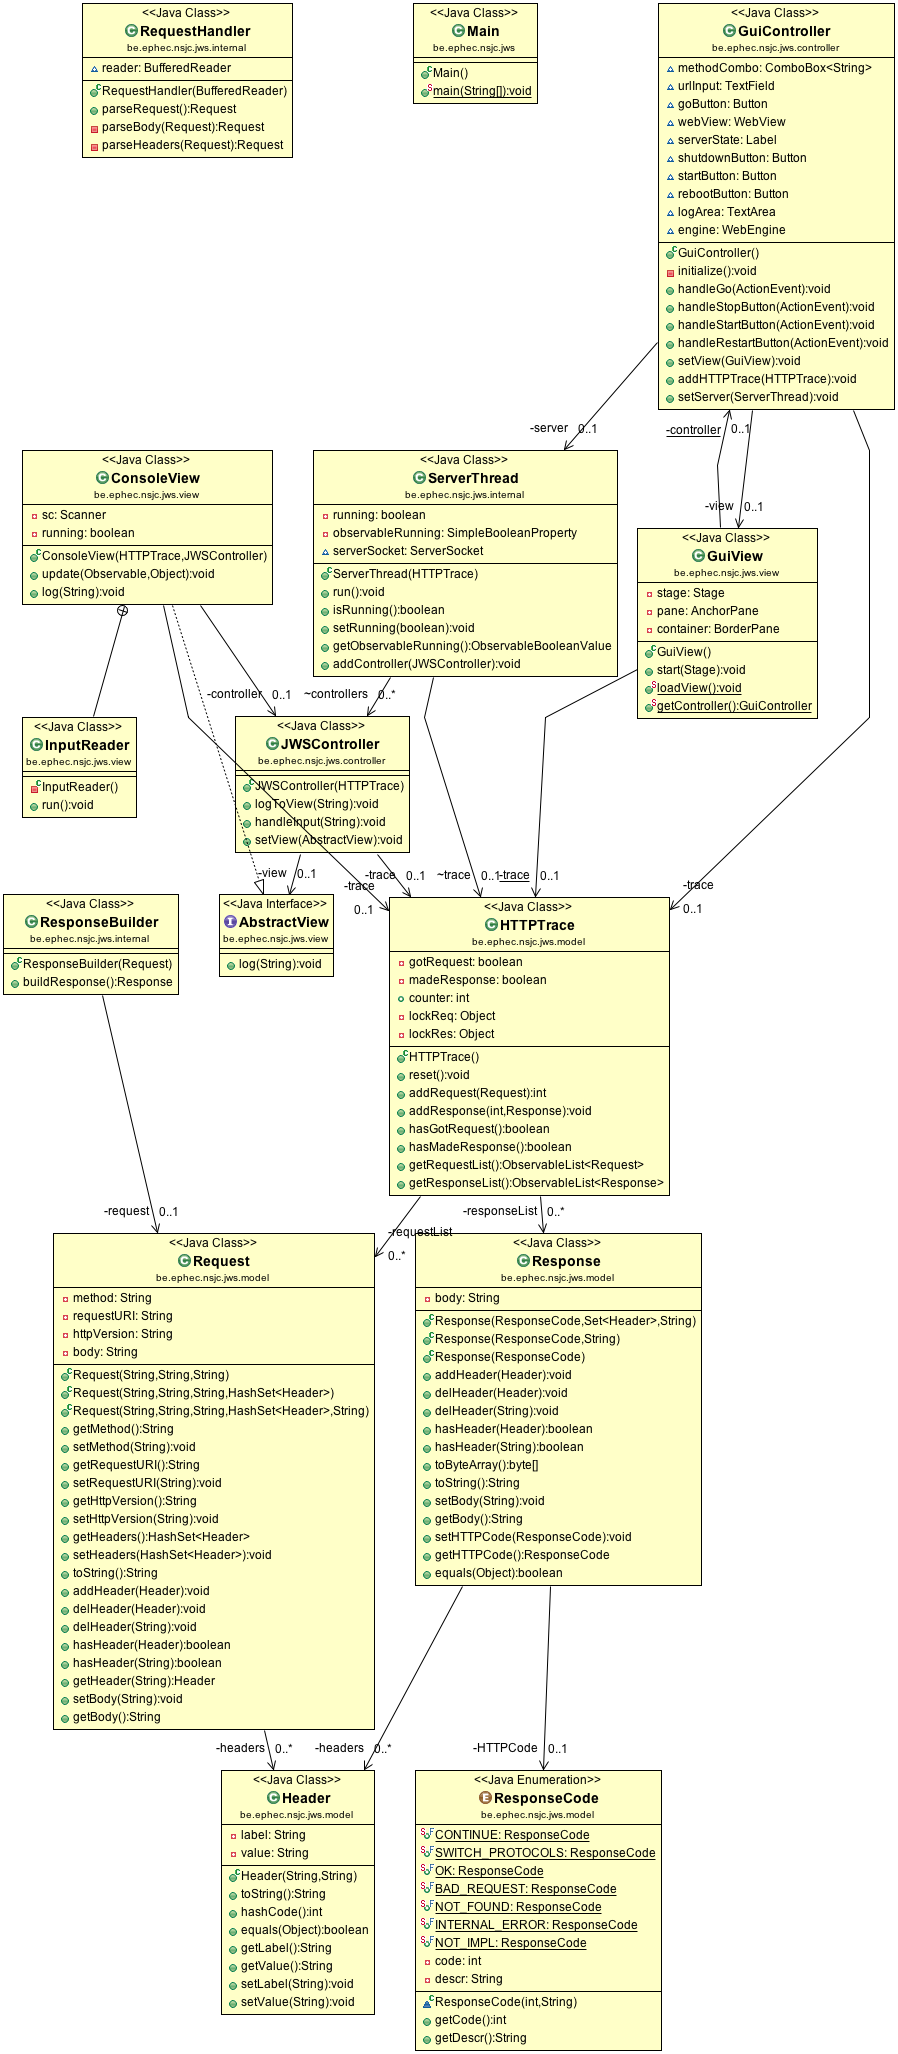 <<Java Class>>
RequestHandler
be.ephec.nsjc.jws.internal
reader: BufferedReader
RequestHandler(BufferedReader)
parseRequest():Request
parseBody(Request):Request
parseHeaders(Request):Request
<<Java Class>>
Main
be.ephec.nsjc.jws
Main()
main(String[]):void
<<Java Class>>
GuiController
be.ephec.nsjc.jws.controller
methodCombo: ComboBox<String>
urlInput: TextField
goButton: Button
webView: WebView
serverState: Label
shutdownButton: Button
startButton: Button
rebootButton: Button
logArea: TextArea
engine: WebEngine
GuiController()
initialize():void
handleGo(ActionEvent):void
handleStopButton(ActionEvent):void
handleStartButton(ActionEvent):void
handleRestartButton(ActionEvent):void
setView(GuiView):void
addHTTPTrace(HTTPTrace):void
setServer(ServerThread):void
-server 0..1
-controller 0..1
-view 0..1
<<Java Class>>
ConsoleView
be.ephec.nsjc.jws.view
sc: Scanner
running: boolean
ConsoleView(HTTPTrace,JWSController)
update(Observable,Object):void
log(String):void
<<Java Class>>
ServerThread
be.ephec.nsjc.jws.internal
running: boolean
observableRunning: SimpleBooleanProperty
serverSocket: ServerSocket
ServerThread(HTTPTrace)
run():void
isRunning():boolean
setRunning(boolean):void
getObservableRunning():ObservableBooleanValue
addController(JWSController):void
<<Java Class>>
GuiView
be.ephec.nsjc.jws.view
stage: Stage
pane: AnchorPane
container: BorderPane
GuiView()
start(Stage):void
loadView():void
getController():GuiController
-controller 0..1
~controllers 0..*
<<Java Class>>
InputReader
be.ephec.nsjc.jws.view
InputReader()
run():void
<<Java Class>>
JWSController
be.ephec.nsjc.jws.controller
JWSController(HTTPTrace)
logToView(String):void
handleInput(String):void
setView(AbstractView):void
-view 0..1
-trace 0..1
-trace 0..1
~trace 0..1
-trace 0..1
-trace 0..1
<<Java Class>>
ResponseBuilder
be.ephec.nsjc.jws.internal
ResponseBuilder(Request)
buildResponse():Response
<<Java Interface>>
AbstractView
be.ephec.nsjc.jws.view
log(String):void
<<Java Class>>
HTTPTrace
be.ephec.nsjc.jws.model
gotRequest: boolean
madeResponse: boolean
counter: int
lockReq: Object
lockRes: Object
HTTPTrace()
reset():void
addRequest(Request):int
addResponse(int,Response):void
hasGotRequest():boolean
hasMadeResponse():boolean
getRequestList():ObservableList<Request>
getResponseList():ObservableList<Response>
-request 0..1
-requestList 0..*
-responseList 0..*
<<Java Class>>
Request
be.ephec.nsjc.jws.model
method: String
requestURI: String
httpVersion: String
body: String
Request(String,String,String)
Request(String,String,String,HashSet<Header>)
Request(String,String,String,HashSet<Header>,String)
getMethod():String
setMethod(String):void
getRequestURI():String
setRequestURI(String):void
getHttpVersion():String
setHttpVersion(String):void
getHeaders():HashSet<Header>
setHeaders(HashSet<Header>):void
toString():String
addHeader(Header):void
delHeader(Header):void
delHeader(String):void
hasHeader(Header):boolean
hasHeader(String):boolean
getHeader(String):Header
setBody(String):void
getBody():String
<<Java Class>>
Response
be.ephec.nsjc.jws.model
body: String
Response(ResponseCode,Set<Header>,String)
Response(ResponseCode,String)
Response(ResponseCode)
addHeader(Header):void
delHeader(Header):void
delHeader(String):void
hasHeader(Header):boolean
hasHeader(String):boolean
toByteArray():byte[]
toString():String
setBody(String):void
getBody():String
setHTTPCode(ResponseCode):void
getHTTPCode():ResponseCode
equals(Object):boolean
-headers 0..*
-headers 0..*
-HTTPCode 0..1
<<Java Class>>
Header
be.ephec.nsjc.jws.model
label: String
value: String
Header(String,String)
toString():String
hashCode():int
equals(Object):boolean
getLabel():String
getValue():String
setLabel(String):void
setValue(String):void
<<Java Enumeration>>
ResponseCode
be.ephec.nsjc.jws.model
CONTINUE: ResponseCode
SWITCH_PROTOCOLS: ResponseCode
OK: ResponseCode
BAD_REQUEST: ResponseCode
NOT_FOUND: ResponseCode
INTERNAL_ERROR: ResponseCode
NOT_IMPL: ResponseCode
code: int
descr: String
ResponseCode(int,String)
getCode():int
getDescr():String